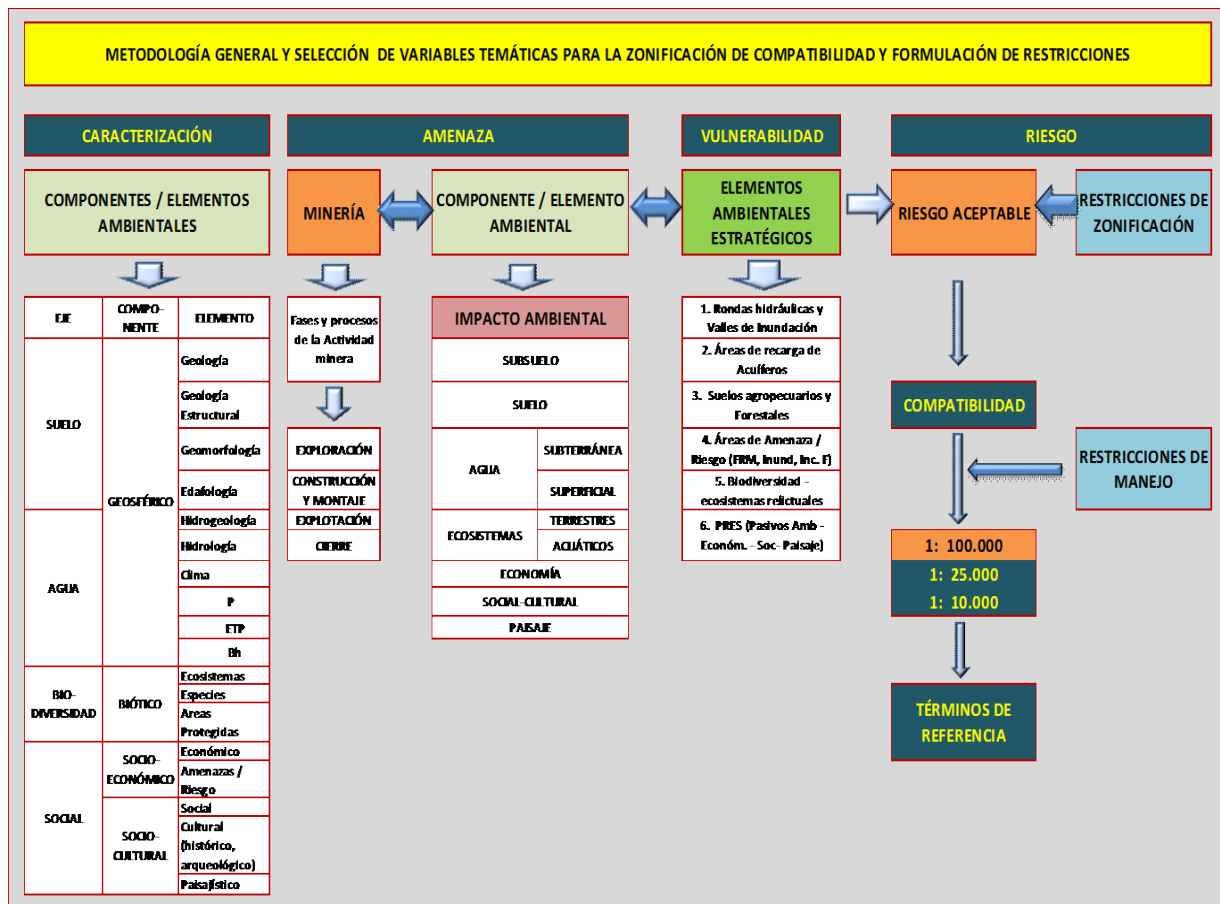 METODOLOGÍA GENERAL Y SELECCIÓN DE VARIABLES TEMÁTICAS PARA LA ZONIFICACIÓN DE COMPATIBILIDAD Y FORMULACIÓN DE RESTRICCIONES
CARACTERIZACIÓN
COMPONENTES / ELEMENTOS
AMBIENTALES
EJE
COMPO-
NENTE
ELEMENTO
SUELO
GEOSFÉRICO
Geología
Geología
Estructural
Geomorfología
Edafología
AGUA
Hidrogeología
Hidrología
Clima
P
ETP
Bh
BIO-
DIVERSIDAD
BIÓTICO
Ecosistemas
Especies
Areas
Protegidas
SOCIAL
SOCIO-
ECONÓMICO
Económico
Amenazas /
Riesgo
SOCIO-
CULTURAL
Social
Cultural
(histórico,
arqueológico)
Paisajístico
AMENAZA
MINERÍA
Fases y procesos
de la Actividad
minera
EXPLORACIÓN
CONSTRUCCIÓN
Y MONTAJE
EXPLOTACIÓN
CIERRE
COMPONENTE / ELEMENTO
AMBIENTAL
IMPACTO AMBIENTAL
SUBSUELO
SUELO
AGUA
SUBTERRÁNEA
SUPERFICIAL
ECOSISTEMAS
TERRESTRES
ACUÁTICOS
ECONOMÍA
SOCIAL-CULTURAL
PAISAJE
VULNERABILIDAD
ELEMENTOS
AMBIENTALES
ESTRATÉGICOS
1. Rondas hidráulicas y
Valles de Inundación
2. Áreas de recarga de
Acuíferos
3. Suelos agropecuarios y
Forestales
4. Áreas de Amenaza /
Riesgo (FRM, Inund, Inc. F)
5. Biodiversidad -
ecosistemas relictuales
6. PRES (Pasivos Amb -
Económ. - Soc- Paisaje)
RIESGO
RIESGO ACEPTABLE
RESTRICCIONES DE
ZONIFICACIÓN
COMPATIBILIDAD
RESTRICCIONES DE
MANEJO
1: 100.000
1: 25.000
1: 10.000
TÉRMINOS DE
REFERENCIA